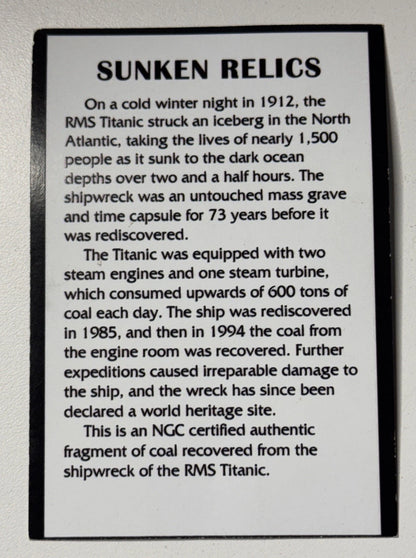 SUNKEN RELICS
On a cold winter night in 1912, the
RMS Titanic struck an iceberg in the North
Atlantic, taking the lives of nearly 1,500
people as it sunk to the dark ocean
depths over two and a half hours. The
shipwreck was an untouched mass grave
and time capsule for 73 years before it
was rediscovered.
The Titanic was equipped with two
steam engines and one steam turbine,
which consumed upwards of 600 tons of
coal each day. The ship was rediscovered
in 1985, and then in 1994 the coal from
the engine room was recovered. Further
expeditions caused irreparable damage to
the ship, and the wreck has since been
declared a world heritage site.
This is an NGC certified authentic
fragment of coal recovered from the
shipwreck of the RMS Titanic.